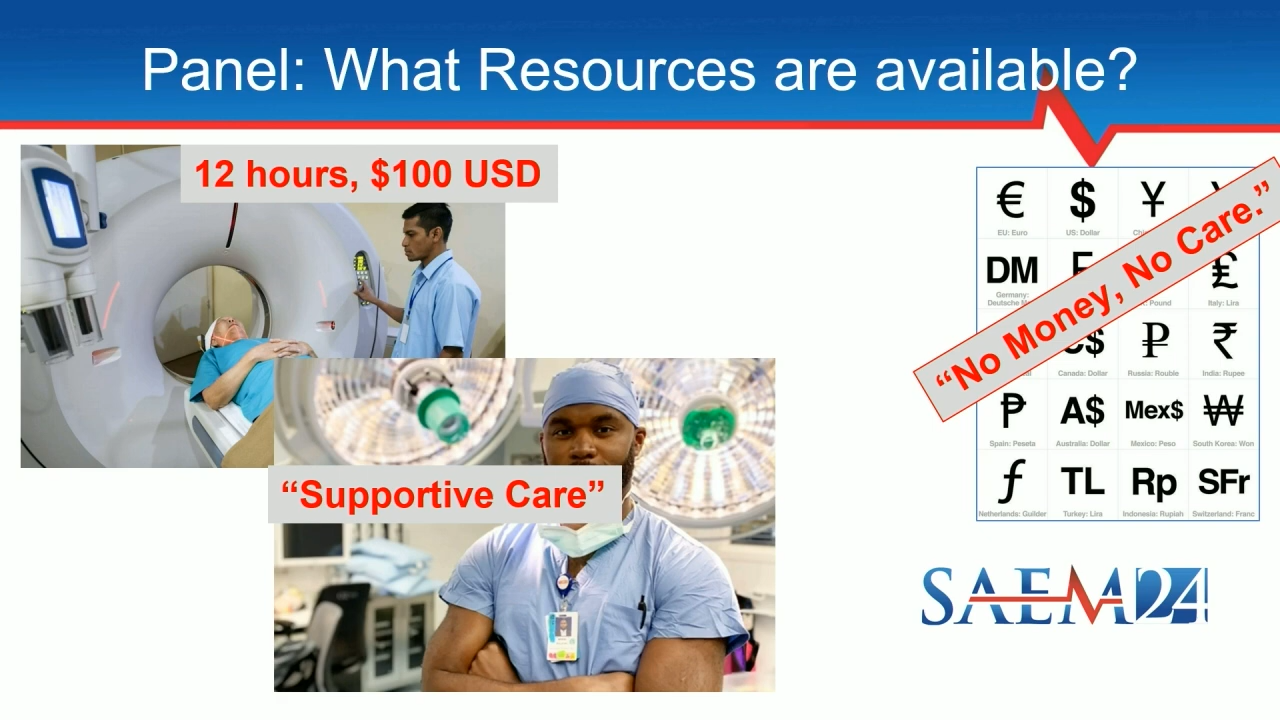 Panel: What Resources are available?
12 hours, $100 USD
“Supportive Care”
“No Money, No Care.”
€ $ ¥
EU: Euro US: Dollar
DM £
Germany: Pound Italy: Lira
Deutsche
$ ₽ ₹
Canada: Dollar Russia: Rouble India: Rupee
₱ A$ Mex$ ₩
Spain: Peseta Australia: Dollar Mexico: Peso South Korea: Won
ƒ TL Rp SFr
Netherlands: Guilder Turkey: Lira Indonesia: Rupiah Switzerland: Franc
SAEM24